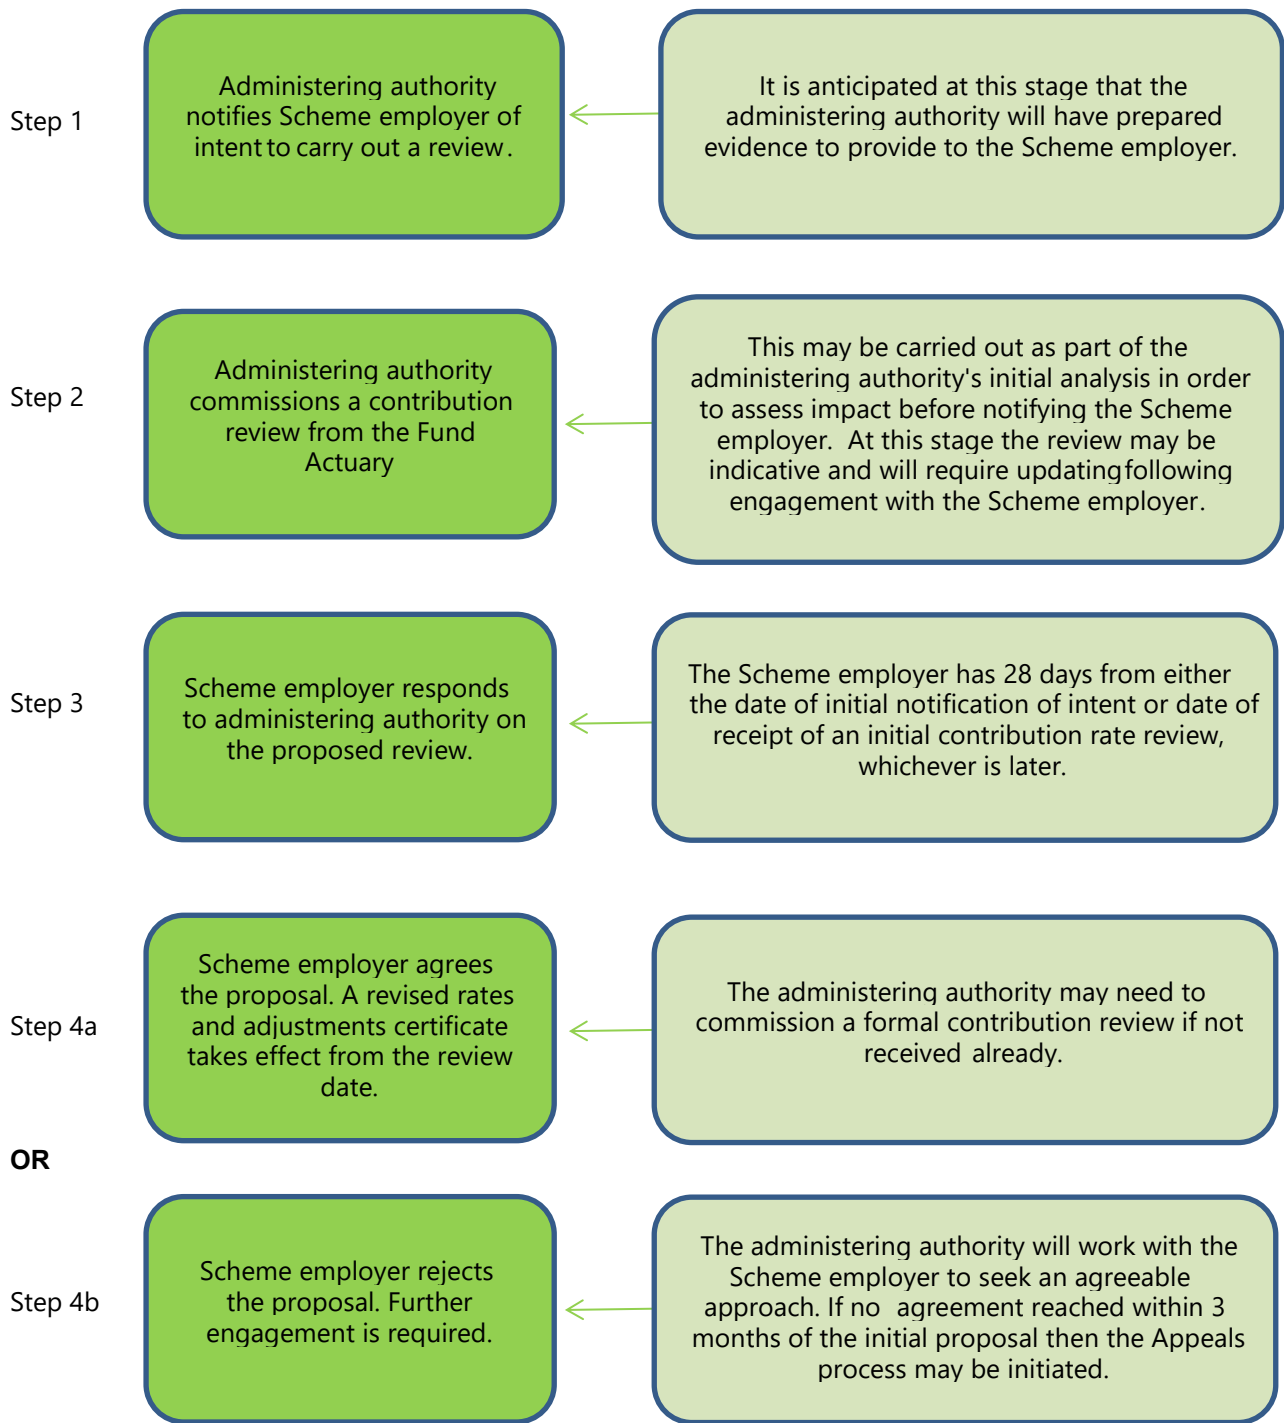 Step 1
Administering authority
notifies Scheme employer of
intent to carry out a review.
It is anticipated at this stage that the
administering authority will have prepared
evidence to provide to the Scheme employer.
Step 2
Administering authority
commissions a contribution
review from the Fund
Actuary
This may be carried out as part of the
administering authority's initial analysis in order
to assess impact before notifying the Scheme
employer. At this stage the review may be
indicative and will require updating following
engagement with the Scheme employer.
Step 3
Scheme employer responds
to administering authority on
the proposed review.
The Scheme employer has 28 days from either
the date of initial notification of intent or date of
receipt of an initial contribution rate review,
whichever is later.
Step 4a
Scheme employer agrees
the proposal. A revised rates
and adjustments certificate
takes effect from the review
date.
The administering authority may need to
commission a formal contribution review if not
received already.
OR
Step 4b
Scheme employer rejects
the proposal. Further
engagement is required.
The administering authority will work with the
Scheme employer to seek an agreeable
approach. If no agreement reached within 3
months of the initial proposal then the Appeals
process may be initiated.